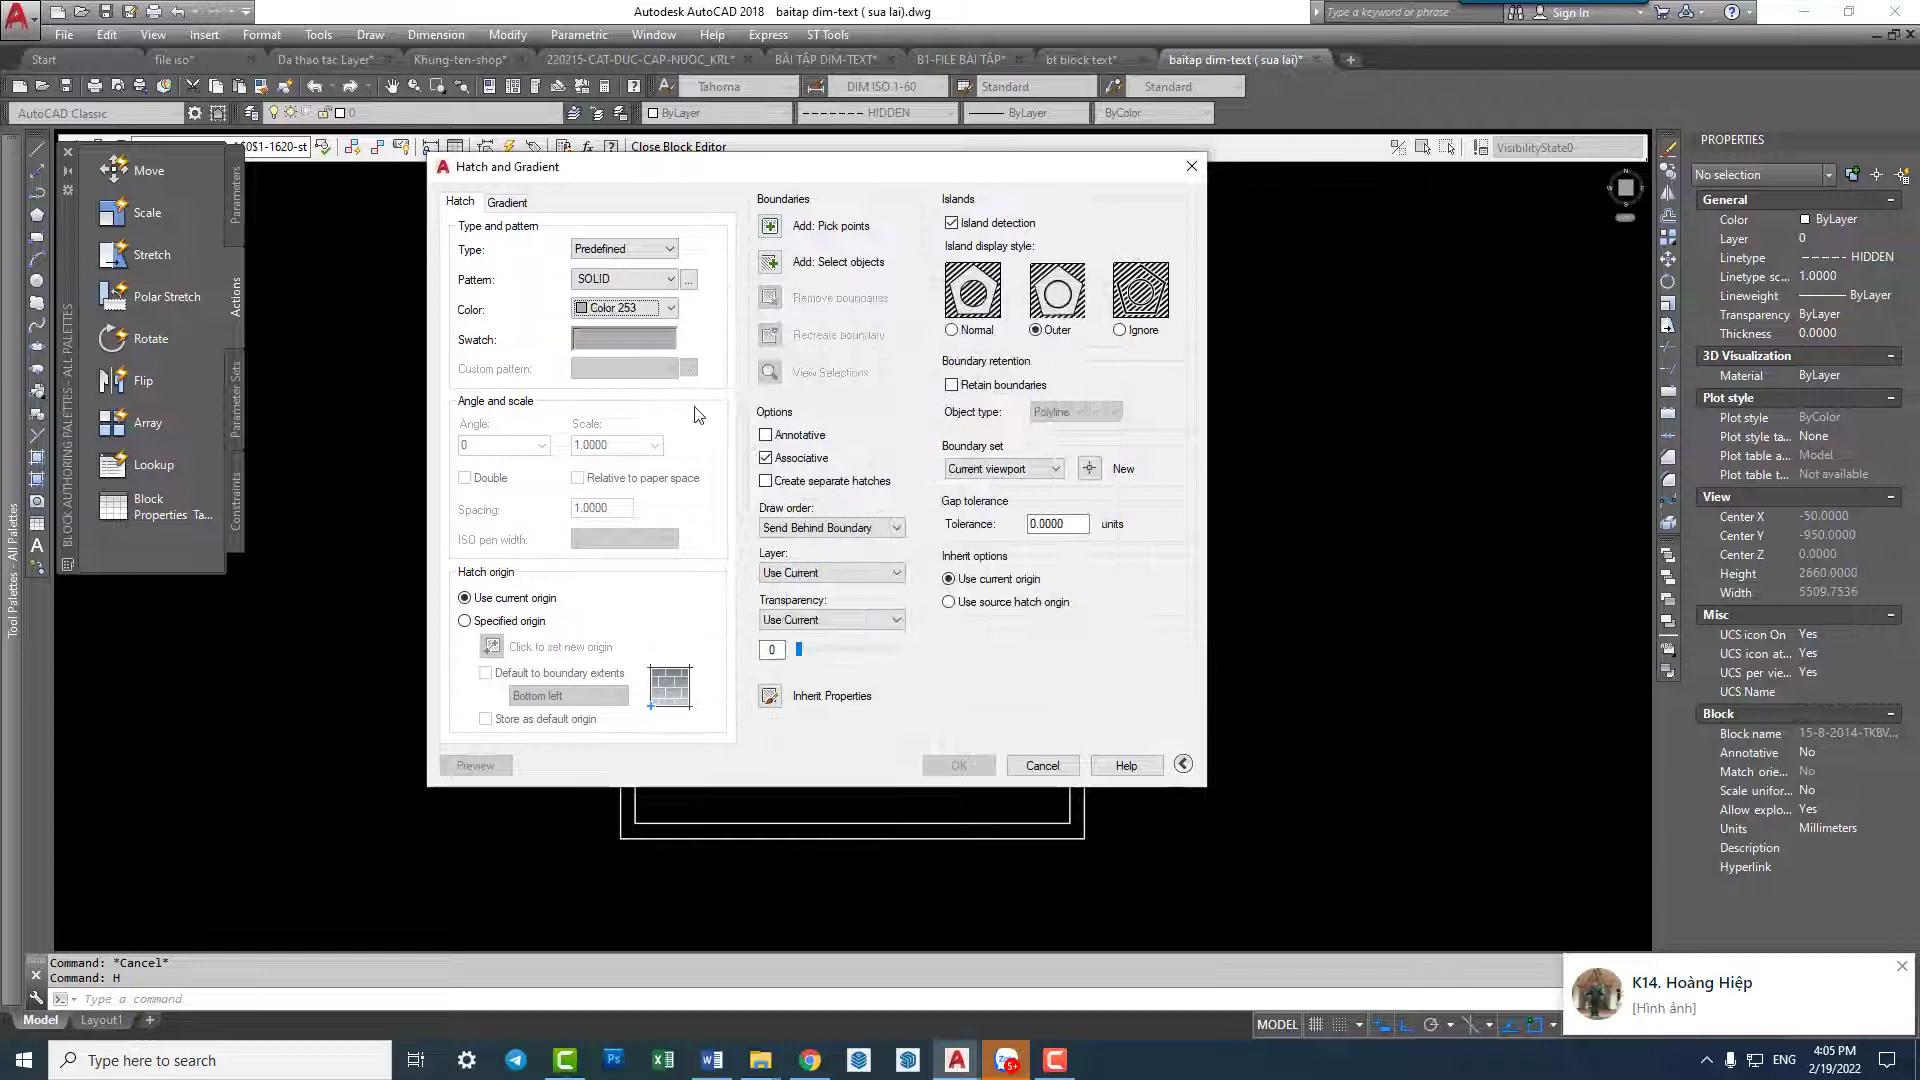 Autodesk AutoCAD 2018 baitap dim-text ( sua lai).dwg
Type a keyword or phrase
Sign In
File Edit View Insert Format Tools Draw Dimension Modify Parametric Window Help Express ST Tools
Start file iso* Da thao tac Layer* Khung-ten-shop* 220215-CAT-DUC-CAP-NUOC_KRL* BÀI TẬP DIM-TEXT* B1-FILE BÀI TẬP* bt block text* baitap dim-text ( sua lai)*
Tahoma DIM ISO 1-60 Standard Standard
AutoCAD Classic 0 ByLayer HIDDEN ByLayer ByColor
Close Block Editor VisibilityState0
Move
Scale
Stretch
Polar Stretch
Rotate
Flip
Array
Lookup
Block
Properties Ta...
Parameters
Actions
Parameter Sets
Constraints
BLOCK AUTHORING PALETTES - ALL PALETTES
Tool Palettes - All Palettes
Hatch and Gradient
Hatch Gradient
Type and pattern
Type: Predefined
Pattern: SOLID ...
Color: Color 253
Swatch:
Custom pattern:
Angle and scale
Angle: Scale:
0 1.0000
Double Relative to paper space
Spacing: 1.0000
ISO pen width:
Hatch origin
Use current origin
Specified origin
Click to set new origin
Default to boundary extents
Bottom left
Store as default origin
Preview
Boundaries
Add: Pick points
Add: Select objects
Remove boundaries
Recreate boundary
View Selections
Options
Annotative
Associative
Create separate hatches
Draw order:
Send Behind Boundary
Layer:
Use Current
Transparency:
Use Current
0
Inherit Properties
Islands
Island detection
Island display style:
Normal Outer Ignore
Boundary retention
Retain boundaries
Object type: Polyline
Boundary set
Current viewport New
Gap tolerance
Tolerance: 0.0000 units
Inherit options
Use current origin
Use source hatch origin
OK Cancel Help
PROPERTIES
No selection
General
Color ByLayer
Layer 0
Linetype HIDDEN
Linetype sc... 1.0000
Lineweight ByLayer
Transparency ByLayer
Thickness 0.0000
3D Visualization
Material ByLayer
Plot style
Plot style ByColor
Plot style ta... None
Plot table a... Model
Plot table t... Not available
View
Center X -50.0000
Center Y -950.0000
Center Z 0.0000
Height 2660.0000
Width 5509.7536
Misc
UCS icon On Yes
UCS icon at... Yes
UCS per vie... Yes
UCS Name
Block
Block name 15-8-2014-TKBV...
Annotative No
Match orie... No
Scale unifor... No
Allow explo... Yes
Units Millimeters
Description
Hyperlink
Command: *Cancel*
Command: H
Type a command
Model Layout1
MODEL
K14. Hoàng Hiệp
[Hình ảnh]
Type here to search
ENG
4:05 PM
2/19/2022